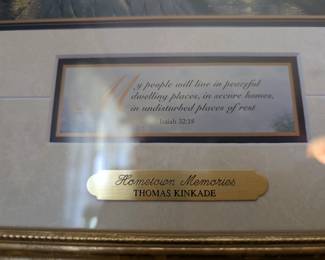 My people will live in peaceful
dwelling places, in secure homes,
in undisturbed places of rest
Isaiah 32:18
Hometown Memories
THOMAS KINKADE